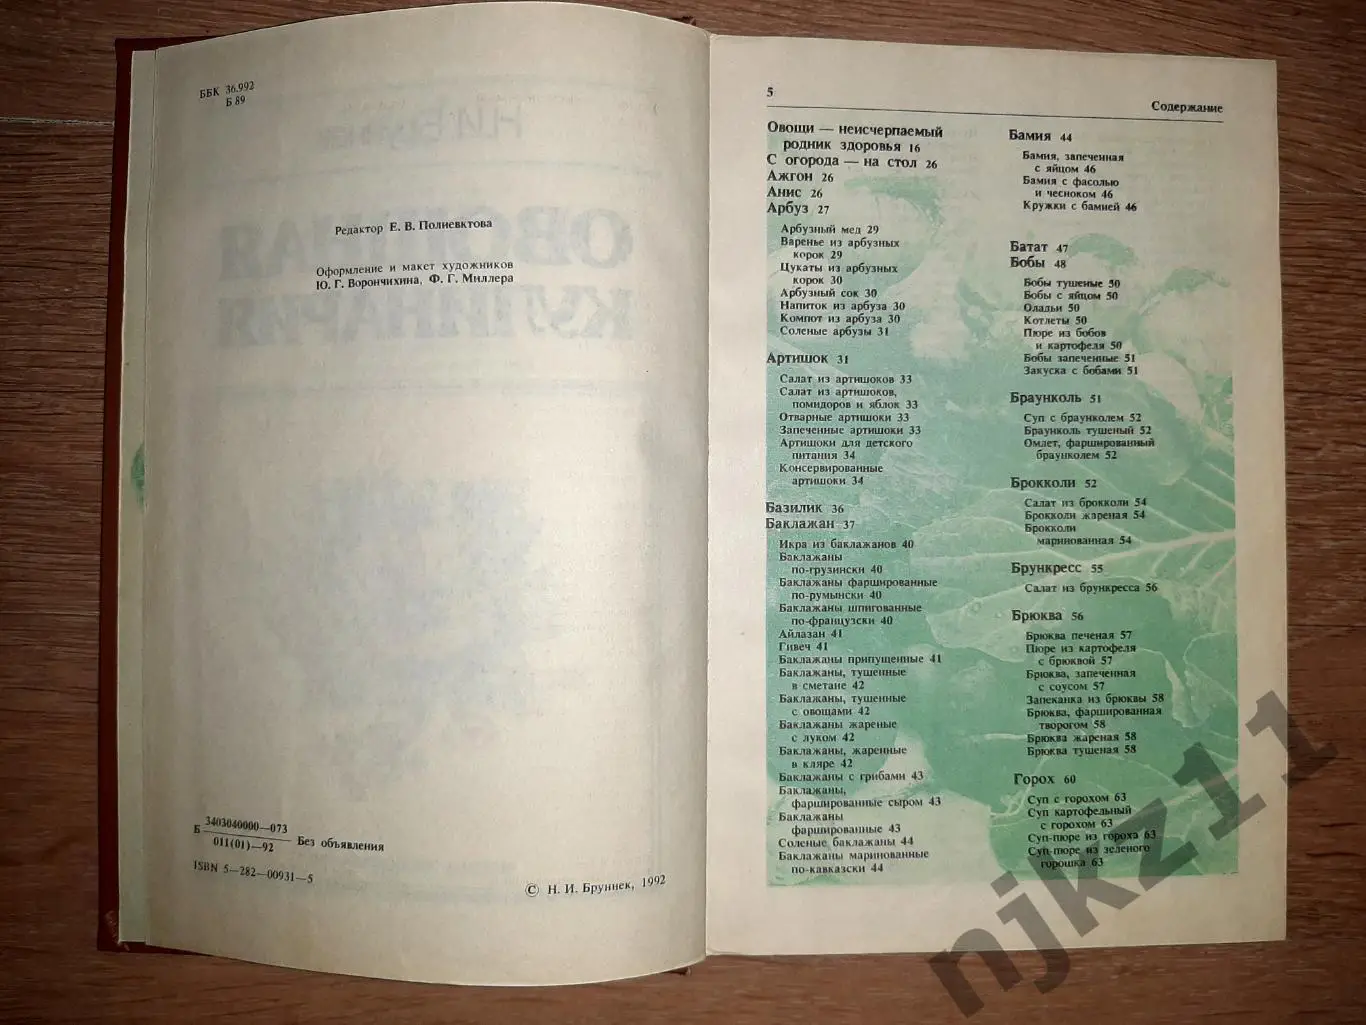 ББК 36.992
Б 89
Редактор Е. В. Полиевктова
Оформление и макет художников
Ю. Г. Ворончихина, Ф. Г. Миллера
Б 3403040000—073
011(01)—92 Без объявления
ISBN 5—282—00931—5
© Н. И. Бруннек, 1992
5
Содержание
Овощи — неисчерпаемый
родник здоровья 16
С огорода — на стол 26
Ажгон 26
Анис 26
Арбуз 27
Арбузный мед 29
Варенье из арбузных
корок 29
Цукаты из арбузных
корок 30
Арбузный сок 30
Напиток из арбуза 30
Компот из арбуза 30
Соленые арбузы 31
Артишок 31
Салат из артишоков 33
Салат из артишоков,
помидоров и яблок 33
Отварные артишоки 33
Запеченные артишоки 33
Артишоки для детского
питания 34
Консервированные
артишоки 34
Базилик 36
Баклажан 37
Икра из баклажанов 40
Баклажаны
по-грузински 40
Баклажаны фаршированные
по-румынски 40
Баклажаны шпигованные
по-французски 40
Айлазан 41
Гивеч 41
Баклажаны припущенные 41
Баклажаны, тушенные
в сметане 42
Баклажаны, тушенные
с овощами 42
Баклажаны жареные
с луком 42
Баклажаны, жаренные
в кляре 42
Баклажаны с грибами 43
Баклажаны,
фаршированные сыром 43
Баклажаны
фаршированные 43
Соленые баклажаны 44
Баклажаны маринованные
по-кавказски 44
Бамия 44
Бамия, запеченная
с яйцом 46
Бамия с фасолью
и чесноком 46
Кружки с бамией 46
Батат 47
Бобы 48
Бобы тушеные 50
Бобы с яйцом 50
Оладьи 50
Котлеты 50
Пюре из бобов
и картофеля 50
Бобы запеченные 51
Закуска с бобами 51
Браунколь 51
Суп с браунколем 52
Браунколь тушеный 52
Омлет, фаршированный
браунколем 52
Брокколи 52
Салат из брокколи 54
Брокколи жареная 54
Брокколи
маринованная 54
Брункресс 55
Салат из брункресса 56
Брюква 56
Брюква печеная 57
Пюре из картофеля
с брюквой 57
Брюква, запеченная
с соусом 57
Запеканка из брюквы 58
Брюква, фаршированная
творогом 58
Брюква жареная 58
Брюква тушеная 58
Горох 60
Суп с горохом 63
Суп картофельный
с горохом 63
Суп-пюре из гороха 63
Суп-пюре из зеленого
горошка 63
njkz11